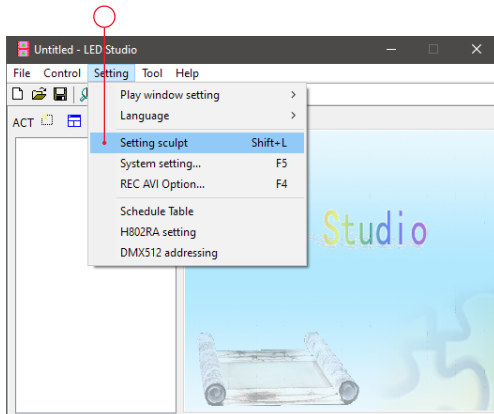 Untitled - LED Studio
File Control Setting Tool Help
ACT
Play window setting
Language
Setting sculpt Shift+L
System setting... F5
REC AVI Option... F4
Schedule Table
H802RA setting
DMX512 addressing
Studio